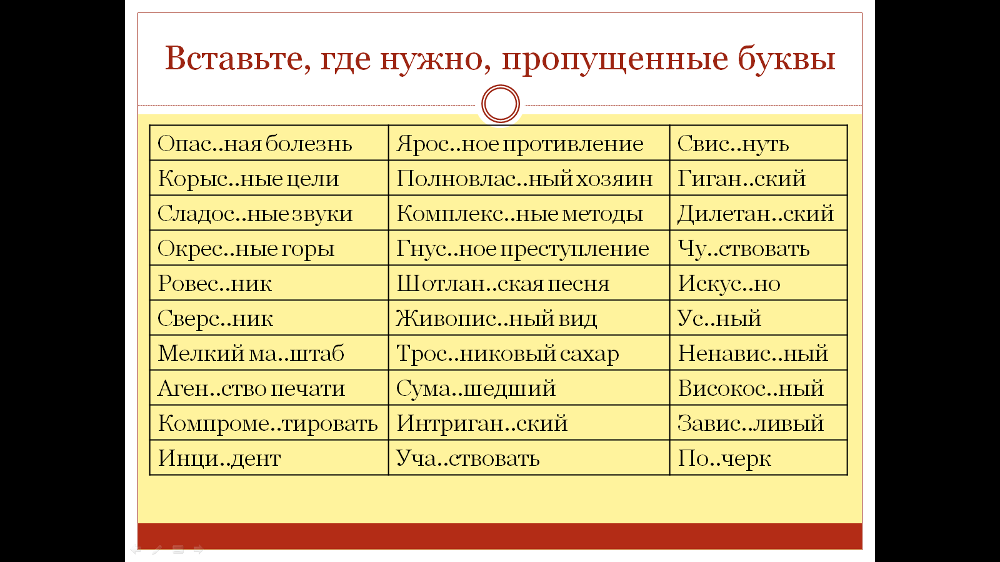 Вставьте, где нужно, пропущенные буквы
Опас..ная болезнь
Ярос..ное противление
Свис..нуть
Корыс..ные цели
Полновлас..ный хозяин
Гиган..ский
Сладос..ные звуки
Комплекс..ные методы
Дилетан..ский
Окрес..ные горы
Гнус..ное преступление
Чу..ствовать
Ровес..ник
Шотлан..ская песня
Искус..но
Сверс..ник
Живопис..ный вид
Ус..ный
Мелкий ма..штаб
Трос..никовый сахар
Ненавис..ный
Аген..ство печати
Сума..шедший
Високос..ный
Компроме..тировать
Интриган..ский
Завис..ливый
Инци..дент
Уча..ствовать
По..черк